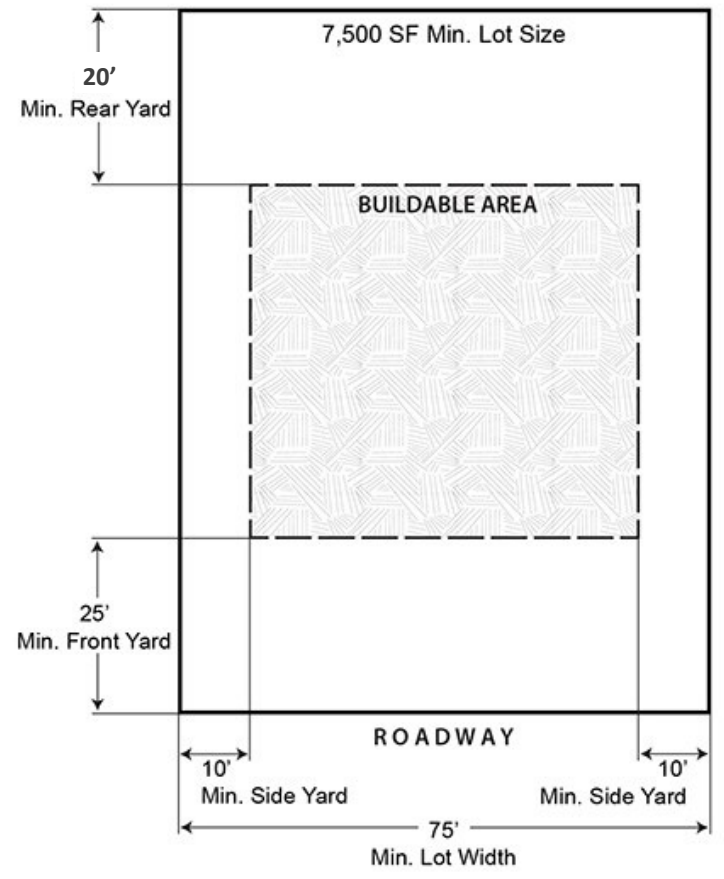 7,500 SF Min. Lot Size
20’
Min. Rear Yard
BUILDABLE AREA
25’
Min. Front Yard
ROADWAY
10’
Min. Side Yard
10’
Min. Side Yard
75’
Min. Lot Width